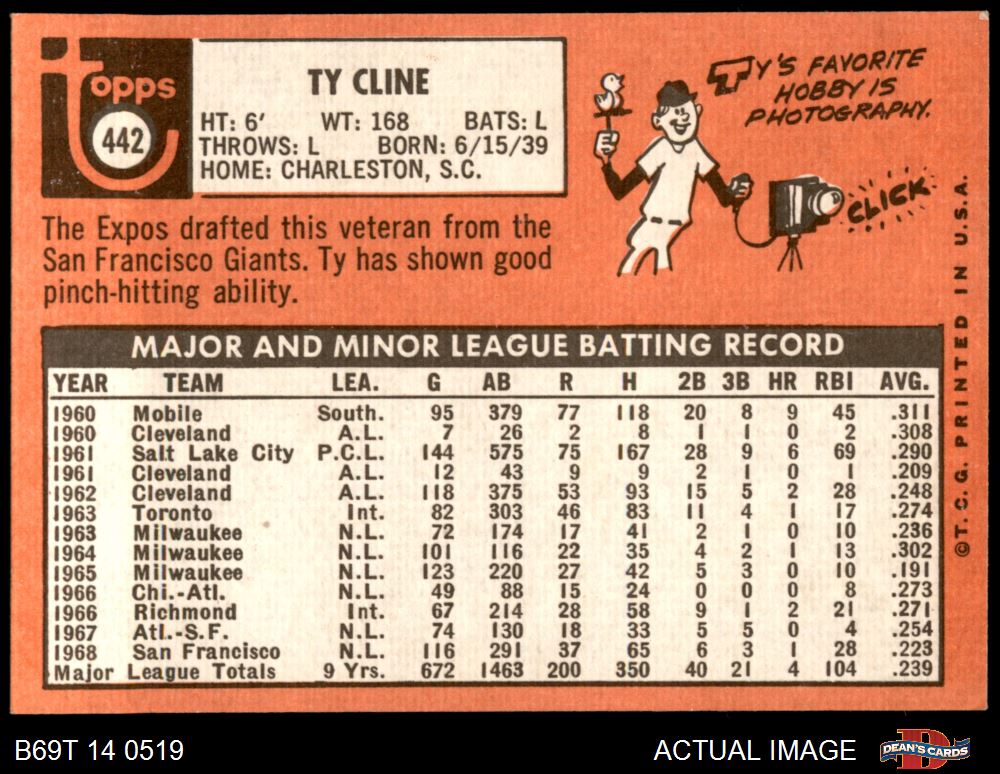 Topps
442
TY CLINE
HT: 6' WT: 168 BATS: L
THROWS: L BORN: 6/15/39
HOME: CHARLESTON, S.C.
TY'S FAVORITE
HOBBY IS
PHOTOGRAPHY.
CLICK
The Expos drafted this veteran from the
San Francisco Giants. Ty has shown good
pinch-hitting ability.
MAJOR AND MINOR LEAGUE BATTING RECORD
YEAR TEAM LEA. G AB R H 2B 3B HR RBI AVG.
1960 Mobile South. 95 379 77 118 20 8 9 45 .311
1960 Cleveland A.L. 7 26 2 8 1 1 0 2 .308
1961 Salt Lake City P.C.L. 144 575 75 167 28 9 6 69 .290
1961 Cleveland A.L. 12 43 9 9 2 1 0 1 .209
1962 Cleveland A.L. 118 375 53 93 15 5 2 28 .248
1963 Toronto Int. 82 303 46 83 11 4 1 17 .274
1963 Milwaukee N.L. 72 174 17 41 2 1 0 10 .236
1964 Milwaukee N.L. 101 116 22 35 4 2 1 13 .302
1965 Milwaukee N.L. 123 220 27 42 5 3 0 10 .191
1966 Chi.-Atl. N.L. 49 88 15 24 0 0 0 8 .273
1966 Richmond Int. 67 214 28 58 9 1 2 21 .271
1967 Atl.-S.F. N.L. 74 130 18 33 5 5 0 4 .254
1968 San Francisco N.L. 116 291 37 65 6 3 1 28 .223
Major League Totals 9 Yrs. 672 1463 200 350 40 21 4 104 .239
©T.C.G. PRINTED IN U.S.A.
B69T 14 0519
ACTUAL IMAGE
DEAN'S CARDS